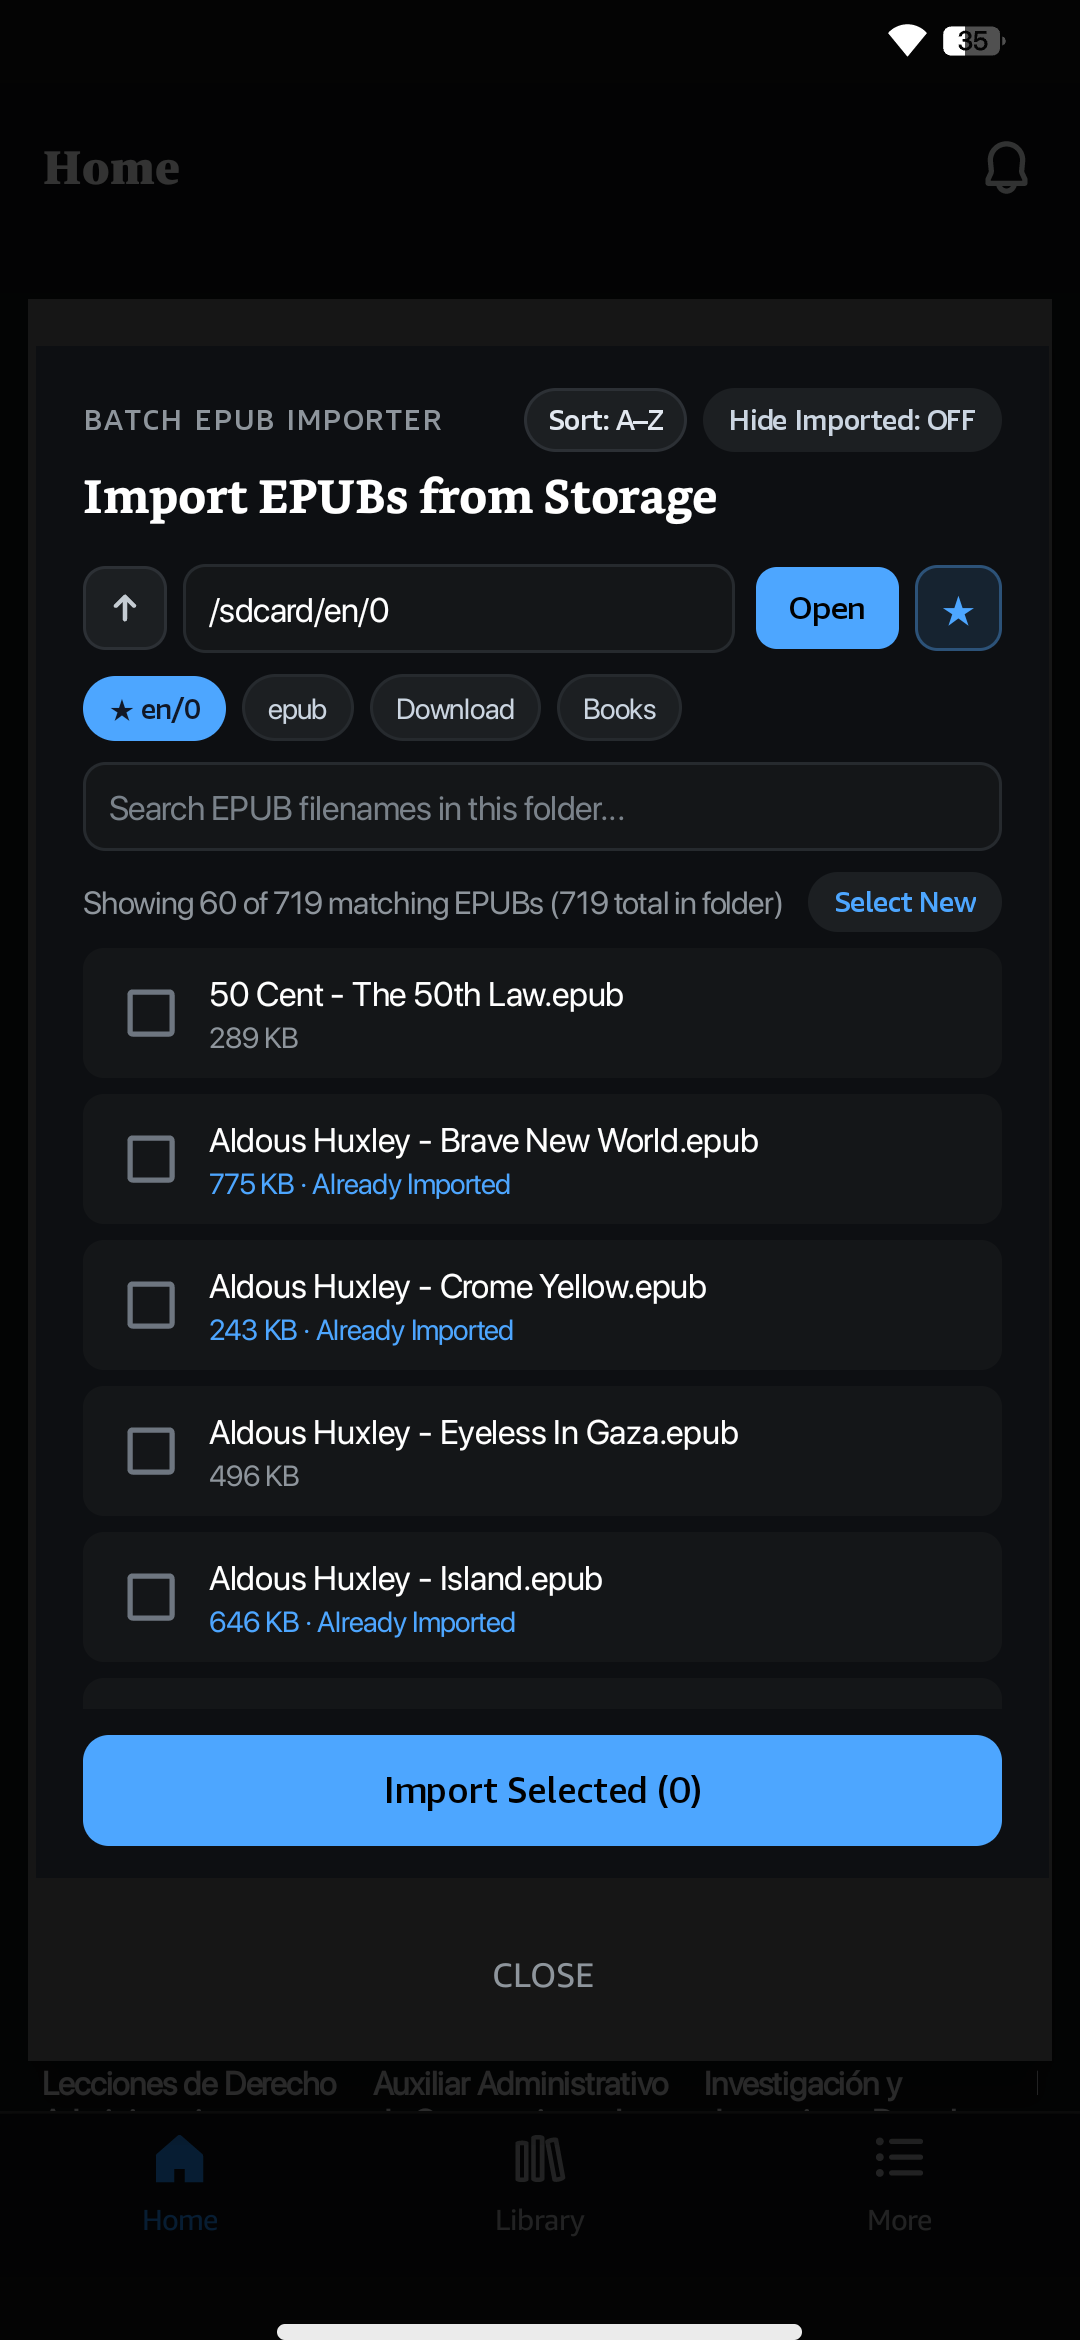 35
Home
BATCH EPUB IMPORTER
Sort: A–Z
Hide Imported: OFF
Import EPUBs from Storage
/sdcard/en/0
Open
★
★ en/0
epub
Download
Books
Search EPUB filenames in this folder...
Showing 60 of 719 matching EPUBs (719 total in folder)
Select New
50 Cent - The 50th Law.epub
289 KB
Aldous Huxley - Brave New World.epub
775 KB · Already Imported
Aldous Huxley - Crome Yellow.epub
243 KB · Already Imported
Aldous Huxley - Eyeless In Gaza.epub
496 KB
Aldous Huxley - Island.epub
646 KB · Already Imported
Import Selected (0)
CLOSE
Lecciones de Derecho
Auxiliar Administrativo
Investigación y
Home
Library
More